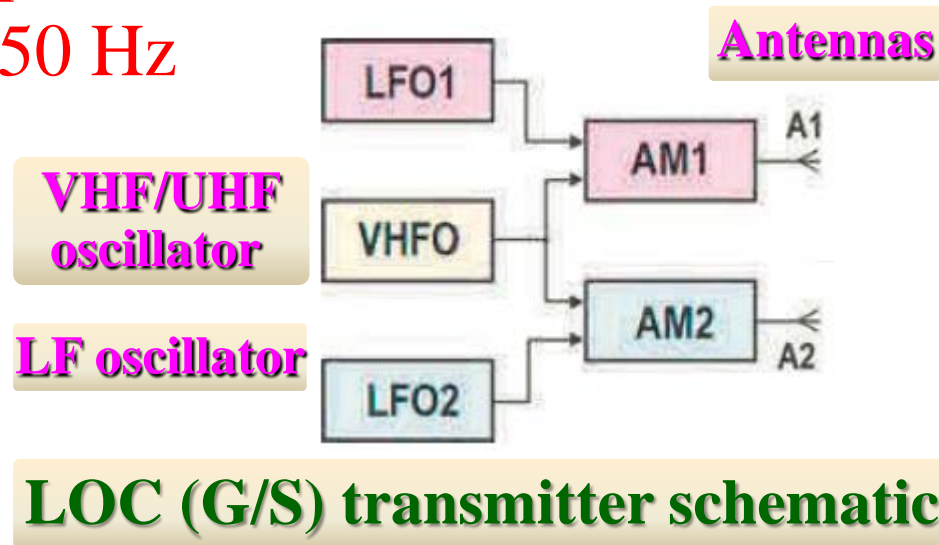 50 Hz
Antennas
LFO1
A1
AM1
VHF/UHF
oscillator
VHFO
AM2
LF oscillator
A2
LFO2
LOC (G/S) transmitter schematic